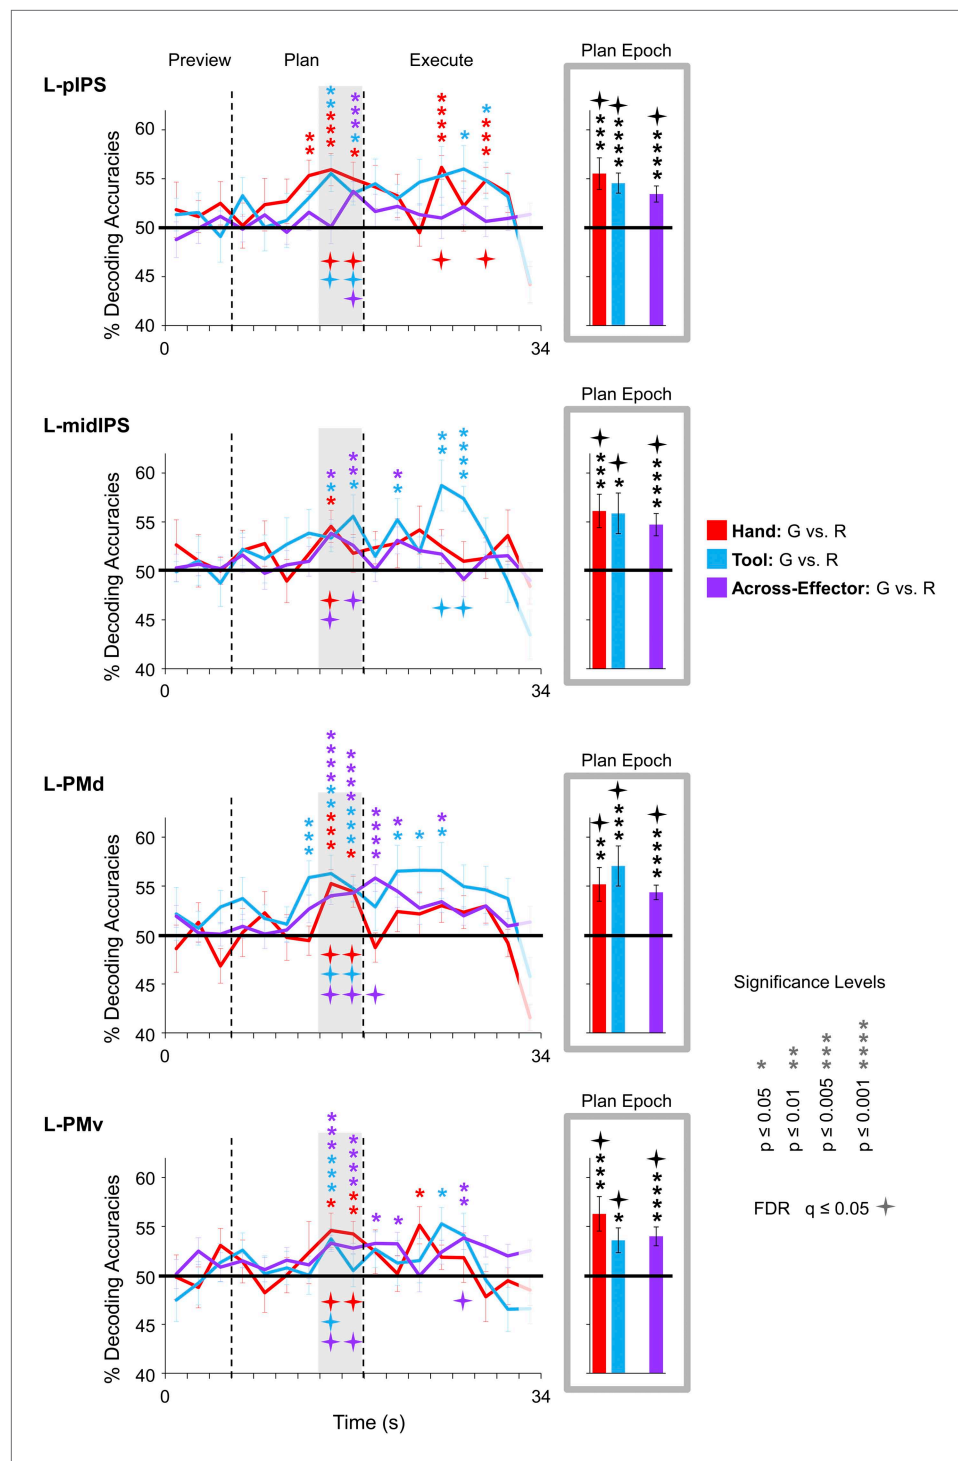 Preview Plan Execute
Plan Epoch
L-pIPS
60
55
50
45
40
% Decoding Accuracies
0 34
Plan Epoch
L-midIPS
60
55
50
45
40
% Decoding Accuracies
0 34
Hand: G vs. R
Tool: G vs. R
Across-Effector: G vs. R
Plan Epoch
L-PMd
60
55
50
45
40
% Decoding Accuracies
0 34
Significance Levels
* p ≤ 0.05
** p ≤ 0.01
*** p ≤ 0.005
**** p ≤ 0.001
FDR q ≤ 0.05
Plan Epoch
L-PMv
60
55
50
45
40
% Decoding Accuracies
0 34
Time (s)